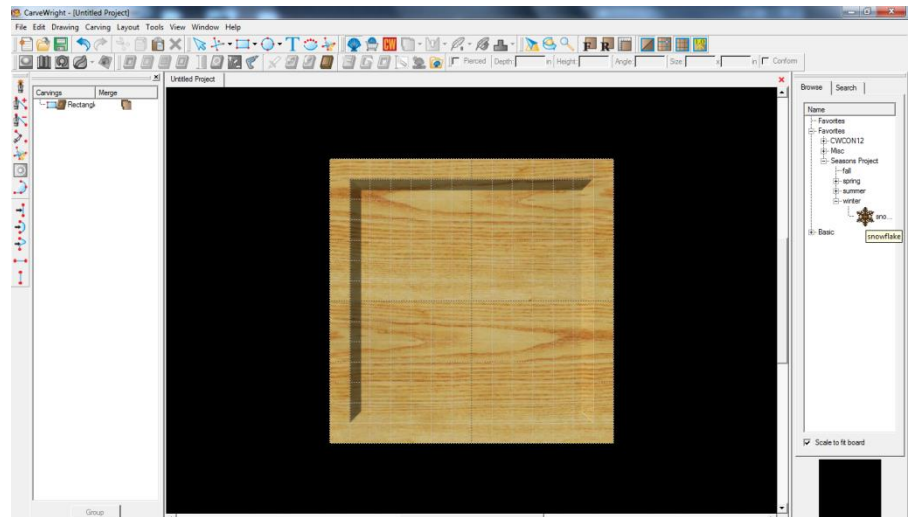 CarveWright - [Untitled Project]
File Edit Drawing Carving Layout Tools View Window Help
CW
F R
Pierced Depth: in Height: Angle: Size: x in Conform
Untitled Project
Carvings Merge
Rectangl
Browse Search
Name
Favorites
Favorites
CWCON12
Misc
Seasons Project
fall
spring
summer
winter
sno...
snowflake
Basic
Scale to fit board
Group